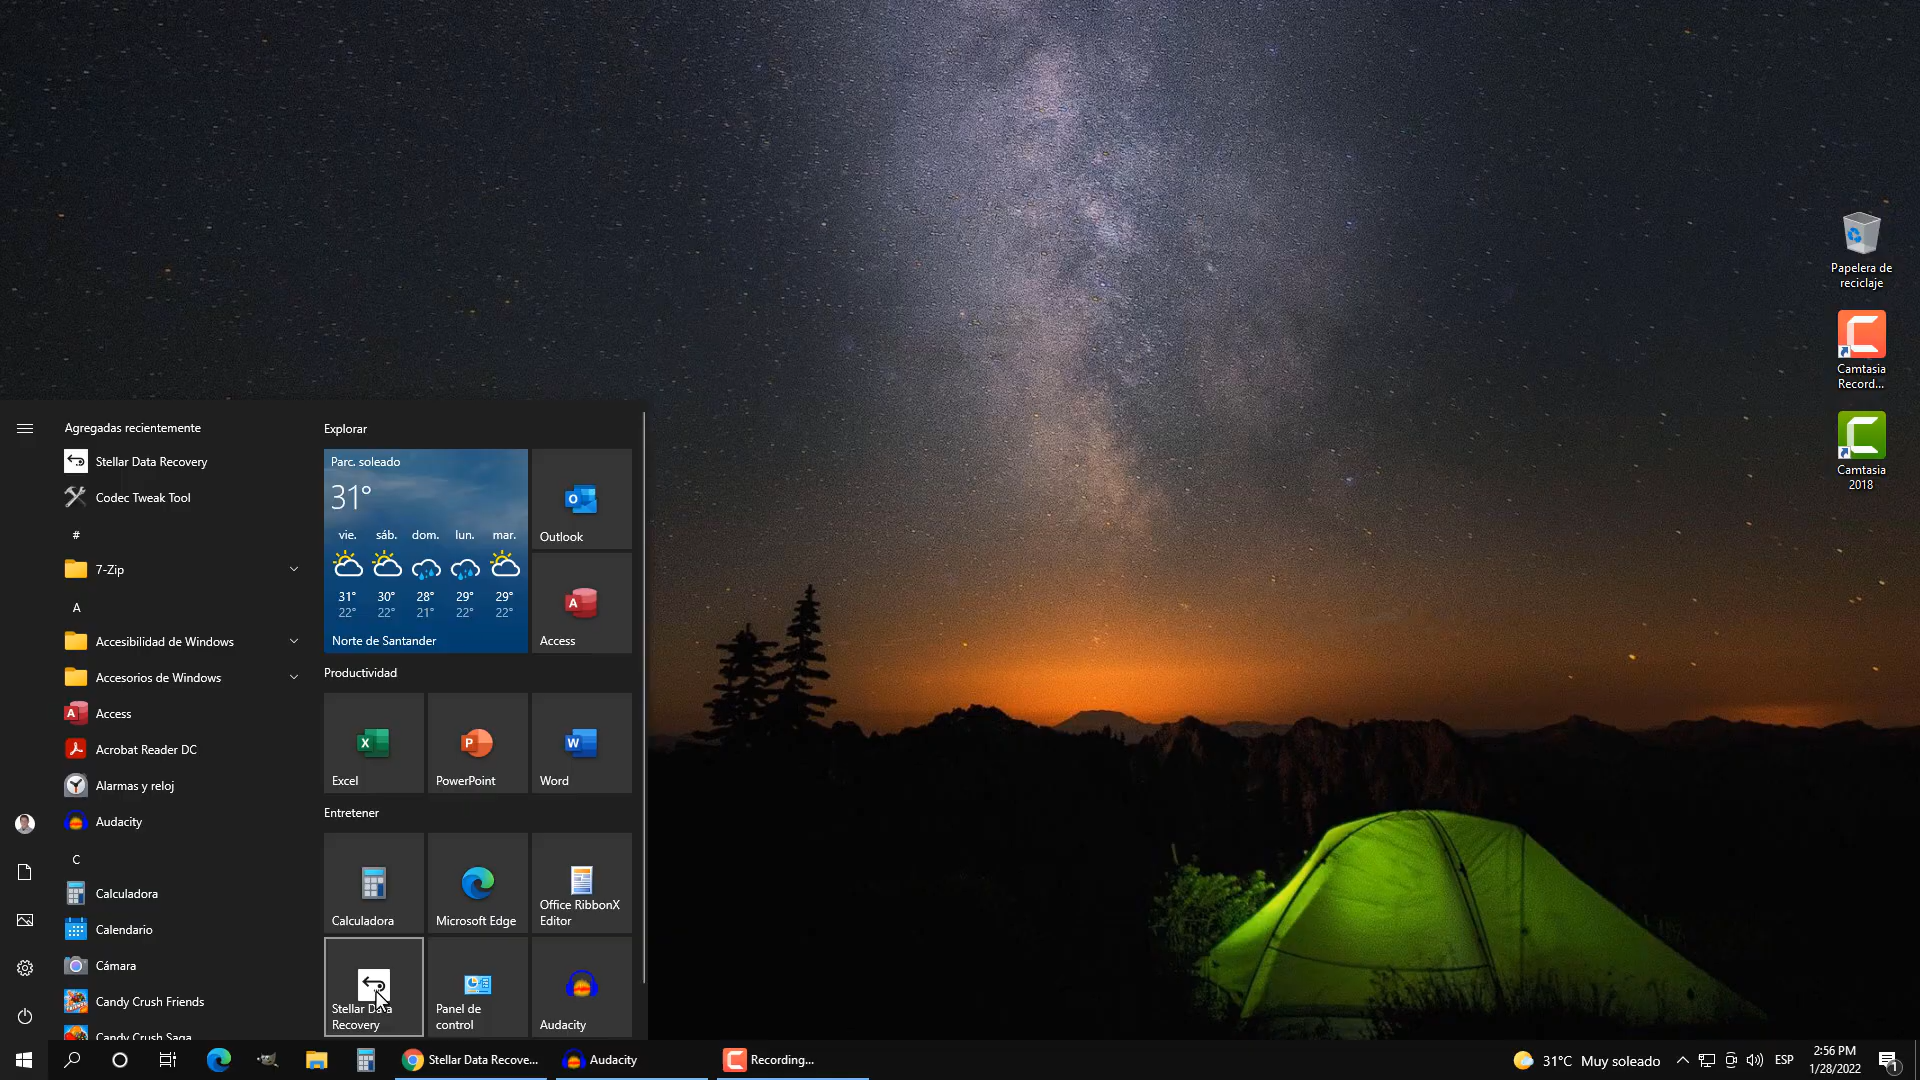 Papelera de
reciclaje
Camtasia
Record...
Camtasia
2018
Agregadas recientemente
Stellar Data Recovery
Codec Tweak Tool
#
7-Zip
A
Accesibilidad de Windows
Accesorios de Windows
Access
Acrobat Reader DC
Alarmas y reloj
Audacity
C
Calculadora
Calendario
Cámara
Candy Crush Friends
Candy Crush Saga
Explorar
Parc. soleado
31°
vie. sáb. dom. lun. mar.
31° 30° 28° 29° 29°
22° 22° 21° 22° 22°
Norte de Santander
Outlook
Access
Productividad
Excel
PowerPoint
Word
Entretener
Calculadora
Microsoft Edge
Office RibbonX
Editor
Stellar Data
Recovery
Panel de
control
Audacity
Stellar Data Recove...
Audacity
Recording...
31°C Muy soleado
ESP
2:56 PM
1/28/2022
1